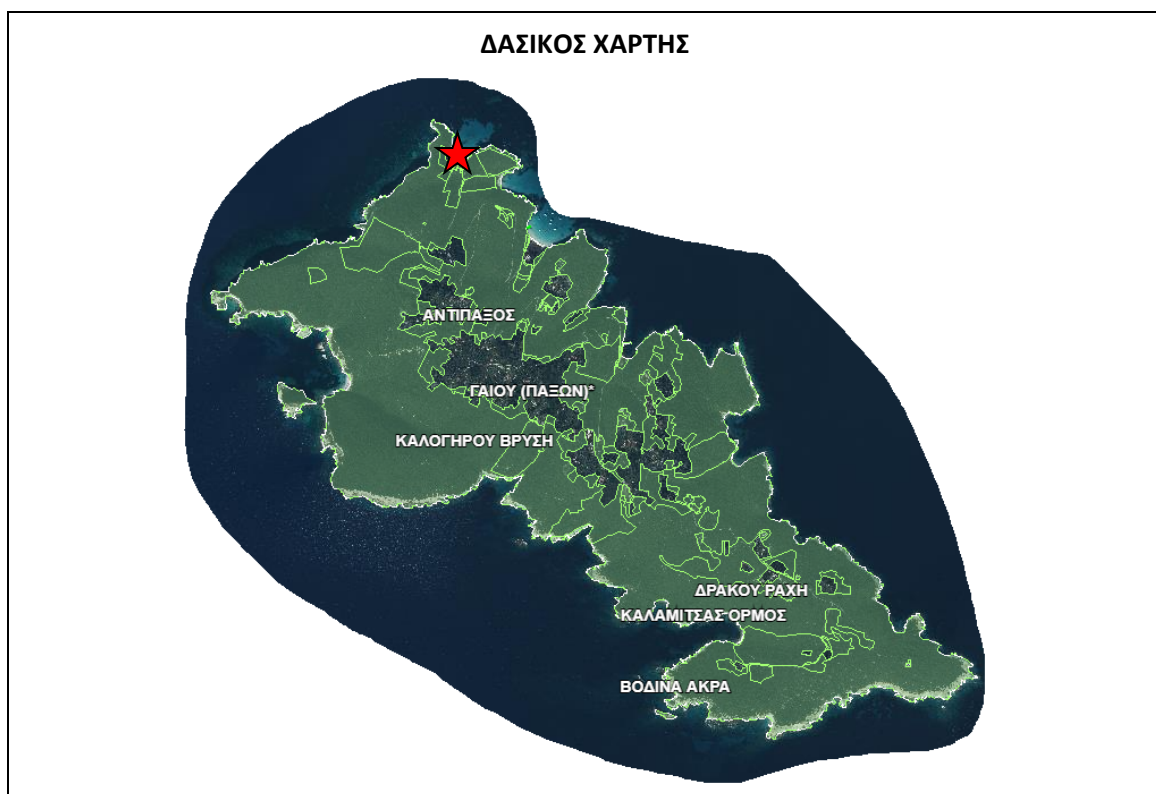 ΔΑΣΙΚΟΣ ΧΑΡΤΗΣ
ΑΝΤΙΠΑΞΟΣ
ΓΑΙΟΥ (ΠΑΞΩΝ)*
ΚΑΛΟΓΗΡΟΥ ΒΡΥΣΗ
ΔΡΑΚΟΥ ΡΑΧΗ
ΚΑΛΑΜΙΤΣΑΣ ΟΡΜΟΣ
ΒΟΔΙΝΑ ΑΚΡΑ